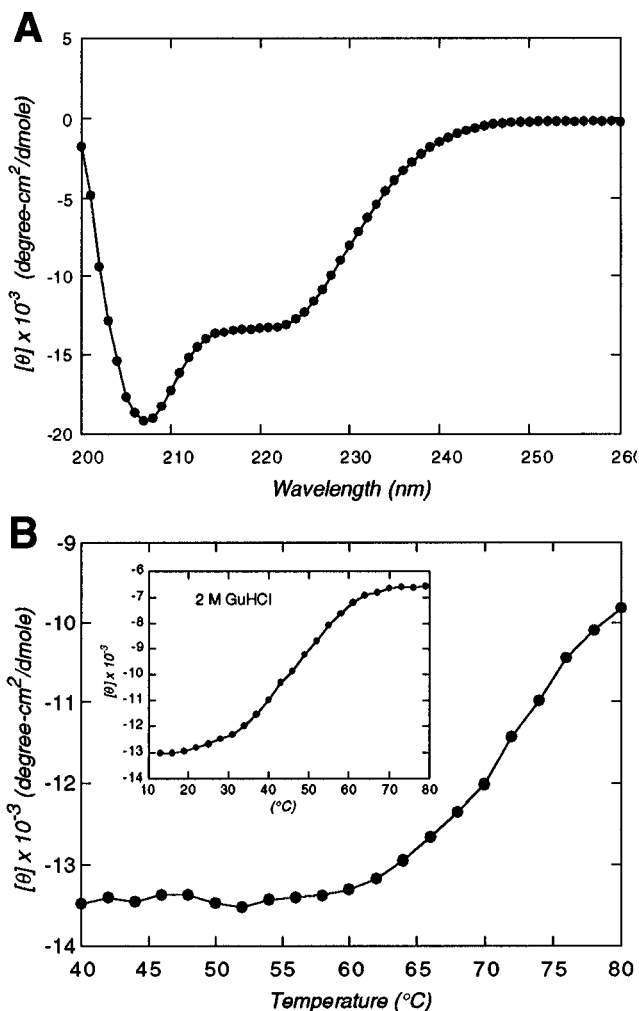 A
5
0
-5
-10
-15
-20
200 210 220 230 240 250 260
[θ] x 10⁻³ (degree-cm²/dmole)
Wavelength (nm)
B
-9
-10
-11
-12
-13
-14
40 45 50 55 60 65 70 75 80
[θ] x 10⁻³ (degree-cm²/dmole)
Temperature (°C)
2 M GuHCl
-6
-7
-8
-9
-10
-11
-12
-13
-14
10 20 30 40 50 60 70 80
[θ] x 10⁻³
(°C)